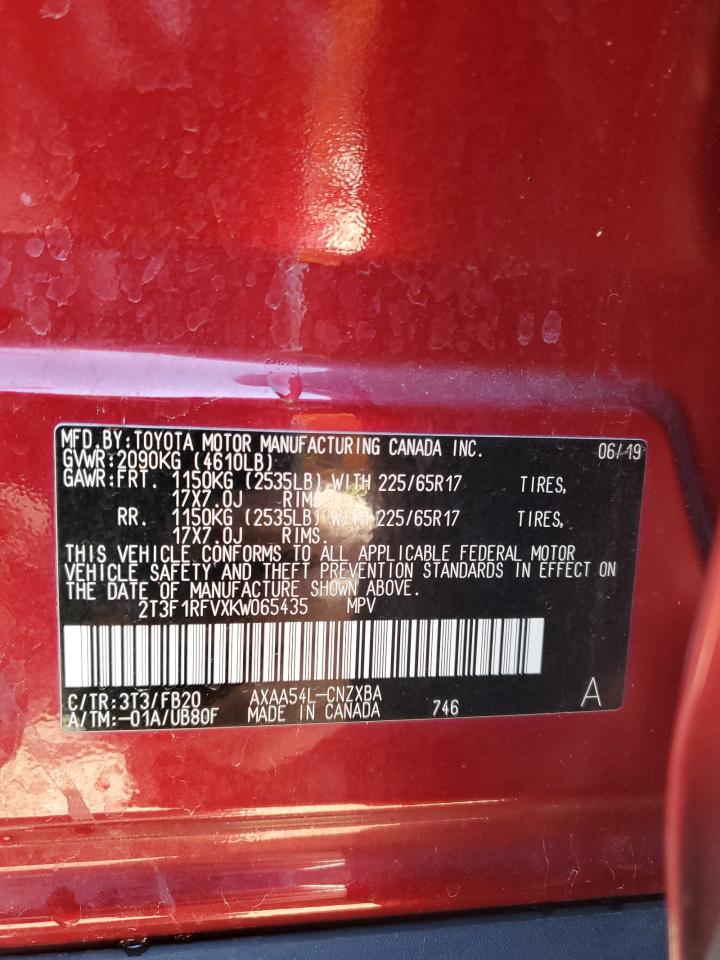 MFD.BY:TOYOTA MOTOR MANUFACTURING CANADA INC. 06/19
GVWR:2090KG (4610LB)
GAWR:FRT. 1150KG (2535LB) WITH 225/65R17 TIRES,
17X7.0J RIMS,
RR. 1150KG (2535LB) WITH 225/65R17 TIRES,
17X7.0J RIMS.
THIS VEHICLE CONFORMS TO ALL APPLICABLE FEDERAL MOTOR
VEHICLE SAFETY AND THEFT PREVENTION STANDARDS IN EFFECT ON
THE DATE OF MANUFACTURE SHOWN ABOVE.
2T3F1RFVXKW065435 MPV
C/TR:3T3/FB20 AXAA54L-CNZXBA A
A/TM:-01A/UB80F MADE IN CANADA 746